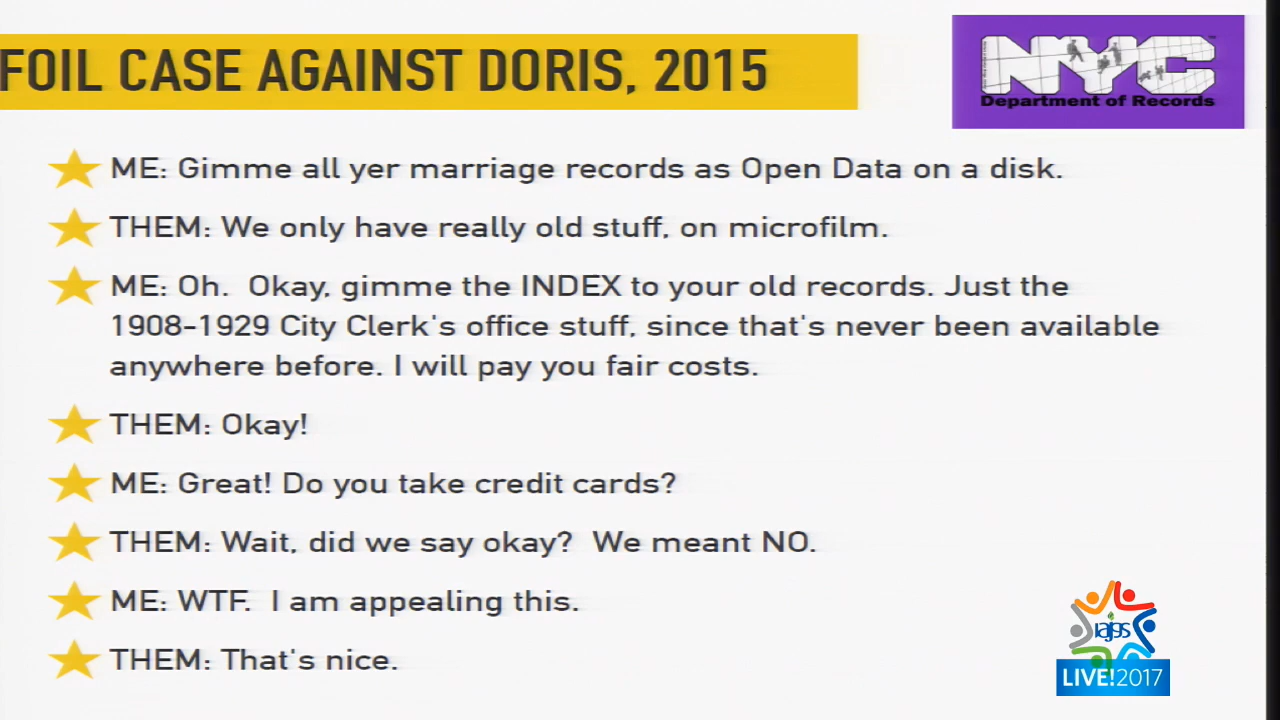 FOIL CASE AGAINST DORIS, 2015
NYC
Department of Records
ME: Gimme all yer marriage records as Open Data on a disk.
THEM: We only have really old stuff, on microfilm.
ME: Oh.  Okay, gimme the INDEX to your old records. Just the
1908-1929 City Clerk's office stuff, since that's never been available
anywhere before. I will pay you fair costs.
THEM: Okay!
ME: Great! Do you take credit cards?
THEM: Wait, did we say okay?  We meant NO.
ME: WTF.  I am appealing this.
THEM: That's nice.
iajgs
LIVE!2017